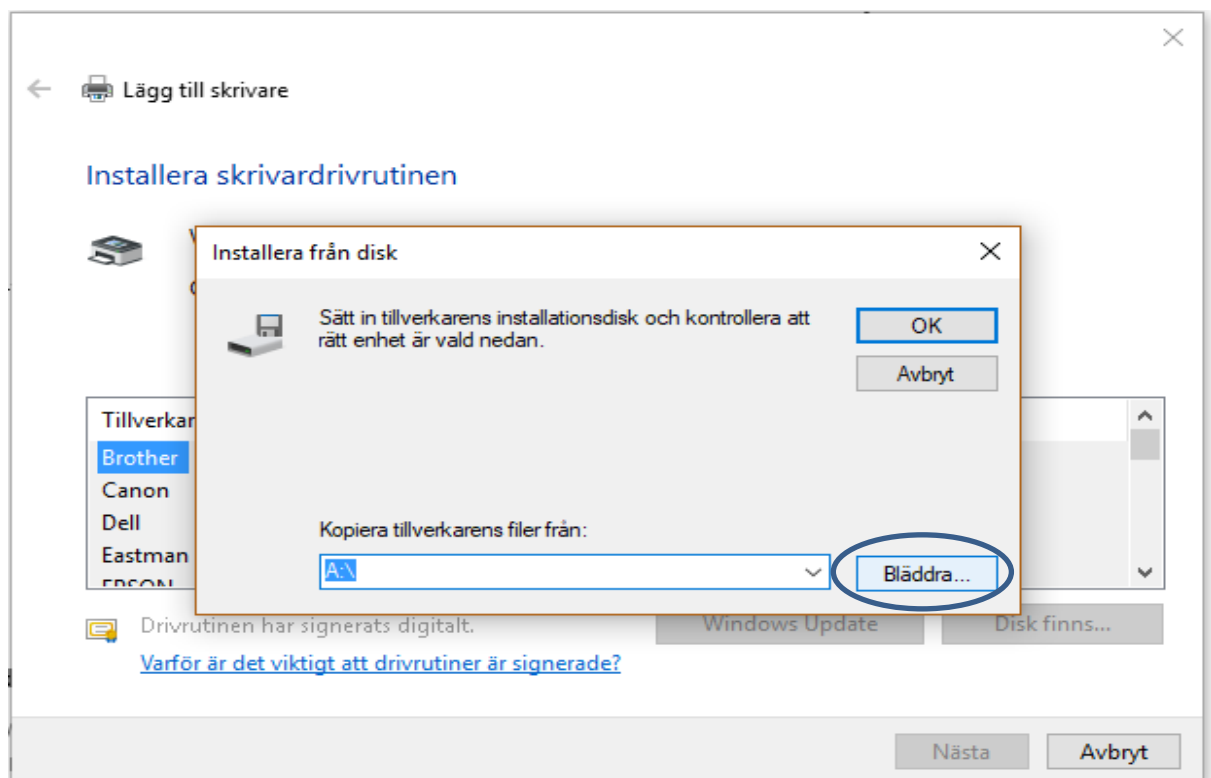 Lägg till skrivare
Installera skrivardrivrutinen
Installera från disk
Sätt in tillverkarens installationsdisk och kontrollera att
rätt enhet är vald nedan.
OK
Avbryt
Tillverkar
Brother
Canon
Dell
Eastman
EPSON
Kopiera tillverkarens filer från:
A:\
Bläddra...
Drivrutinen har signerats digitalt.
Windows Update
Disk finns...
Varför är det viktigt att drivrutiner är signerade?
Nästa
Avbryt